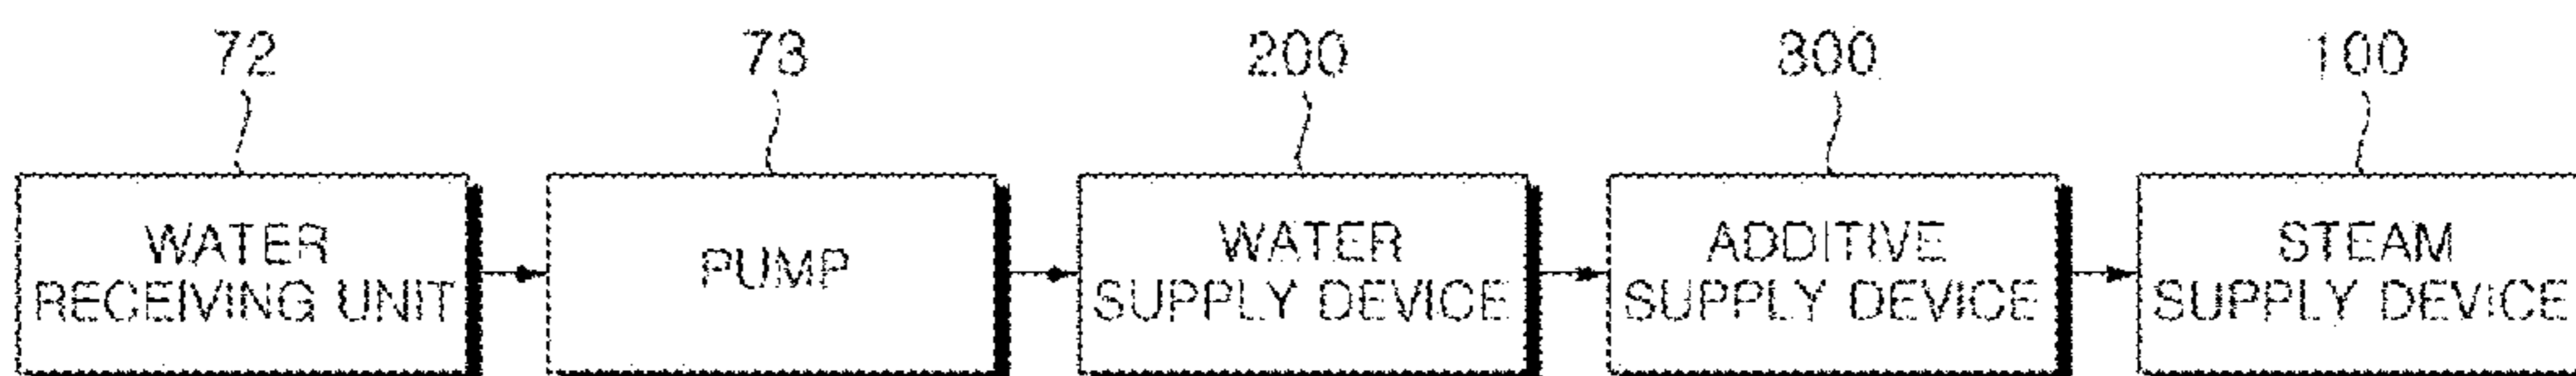 72 73 200 300 100
WATER
RECEIVING UNIT
PUMP
WATER
SUPPLY DEVICE
ADDITIVE
SUPPLY DEVICE
STEAM
SUPPLY DEVICE